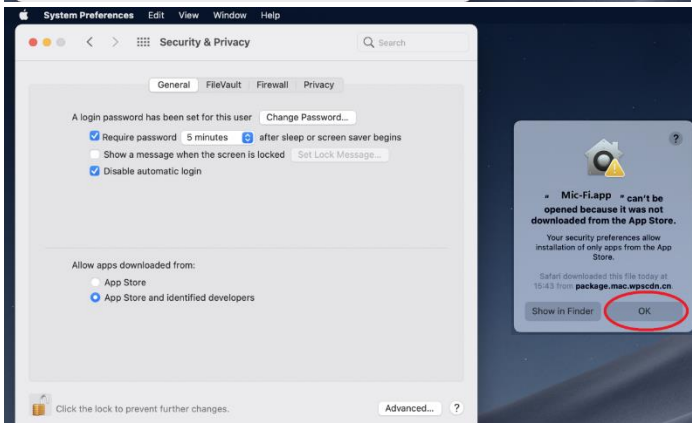 System Preferences Edit View Window Help
Security & Privacy
Search
General FileVault Firewall Privacy
A login password has been set for this user Change Password...
Require password 5 minutes after sleep or screen saver begins
Show a message when the screen is locked Set Lock Message...
Disable automatic login
Allow apps downloaded from:
App Store
App Store and identified developers
Click the lock to prevent further changes.
Advanced... ?
?
“ Mic-Fi.app ” can't be
opened because it was not
downloaded from the App Store.
Your security preferences allow
installation of only apps from the App
Store.
Safari downloaded this file today at
15:43 from package.mac.wpscdn.cn.
Show in Finder OK